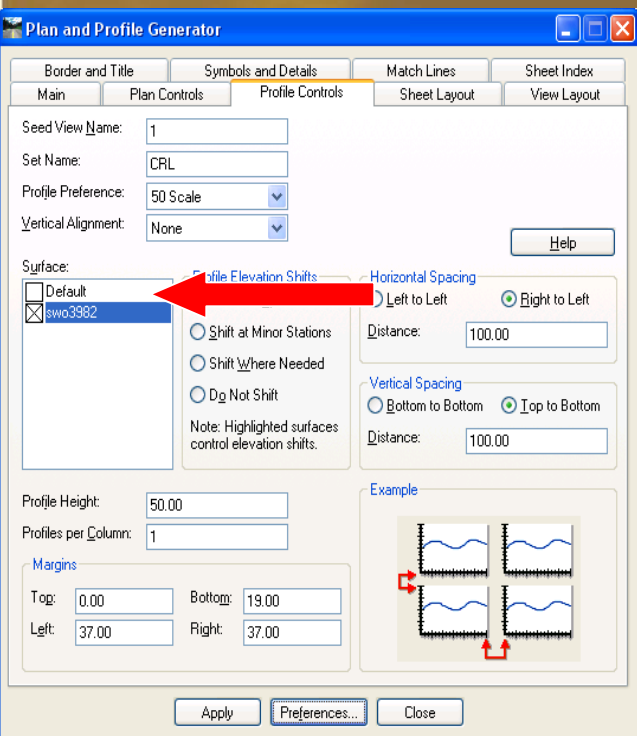 Plan and Profile Generator
Border and Title
Symbols and Details
Match Lines
Sheet Index
Main
Plan Controls
Profile Controls
Sheet Layout
View Layout
Seed View Name:
1
Set Name:
CRL
Profile Preference:
50 Scale
Vertical Alignment:
None
Help
Surface:
Default
swo3982
Profile Elevation Shifts
Shift at Minor Stations
Shift Where Needed
Do Not Shift
Note: Highlighted surfaces
control elevation shifts.
Horizontal Spacing
Left to Left
Right to Left
Distance:
100.00
Vertical Spacing
Bottom to Bottom
Top to Bottom
Distance:
100.00
Profile Height:
50.00
Profiles per Column:
1
Margins
Top:
0.00
Bottom:
19.00
Left:
37.00
Right:
37.00
Example
Apply
Preferences...
Close